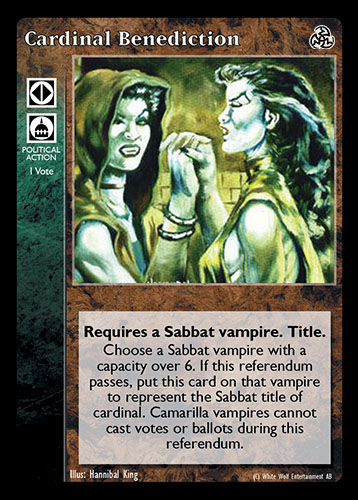 Cardinal Benediction
POLITICAL
ACTION
1 Vote
Requires a Sabbat vampire. Title.
Choose a Sabbat vampire with a
capacity over 6. If this referendum
passes, put this card on that vampire
to represent the Sabbat title of
cardinal. Camarilla vampires cannot
cast votes or ballots during this
referendum.
Illus: Hannibal King
(C) White Wolf Entertainment AB